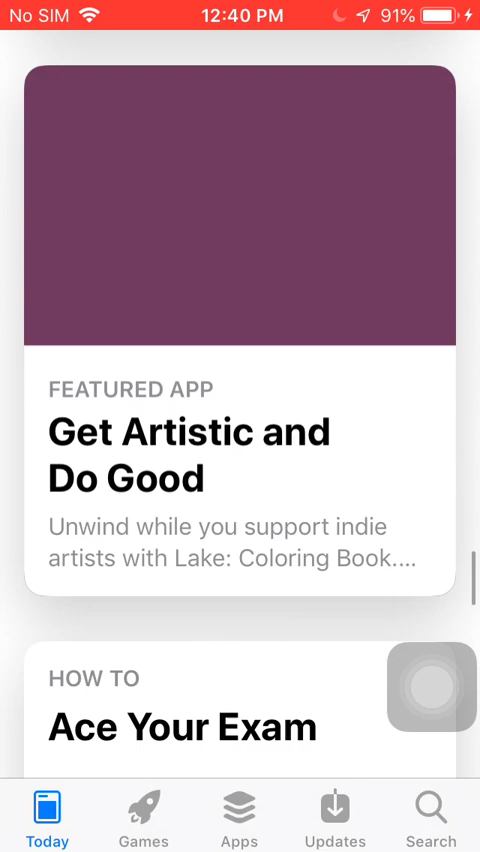 No SIM 12:40 PM 91%
FEATURED APP
Get Artistic and
Do Good
Unwind while you support indie
artists with Lake: Coloring Book....
HOW TO
Ace Your Exam
Today Games Apps Updates Search